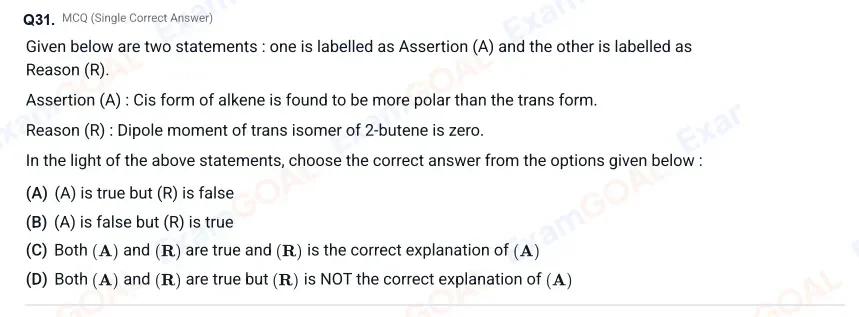 Q31. MCQ (Single Correct Answer)
Given below are two statements : one is labelled as Assertion (A) and the other is labelled as
Reason (R).
Assertion (A) : Cis form of alkene is found to be more polar than the trans form.
Reason (R) : Dipole moment of trans isomer of 2-butene is zero.
In the light of the above statements, choose the correct answer from the options given below :
(A) (A) is true but (R) is false
(B) (A) is false but (R) is true
(C) Both (A) and (R) are true and (R) is the correct explanation of (A)
(D) Both (A) and (R) are true but (R) is NOT the correct explanation of (A)